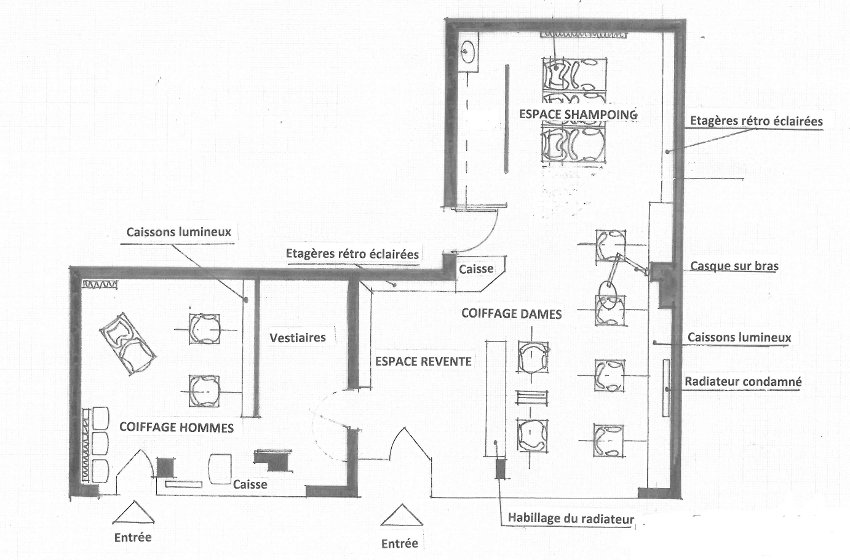 ESPACE SHAMPOING
Etagères rétro éclairées
Caissons lumineux
Etagères rétro éclairées
Caisse
Casque sur bras
COIFFAGE DAMES
Vestiaires
Caissons lumineux
ESPACE REVENTE
Radiateur condamné
COIFFAGE HOMMES
Caisse
Habillage du radiateur
Entrée
Entrée